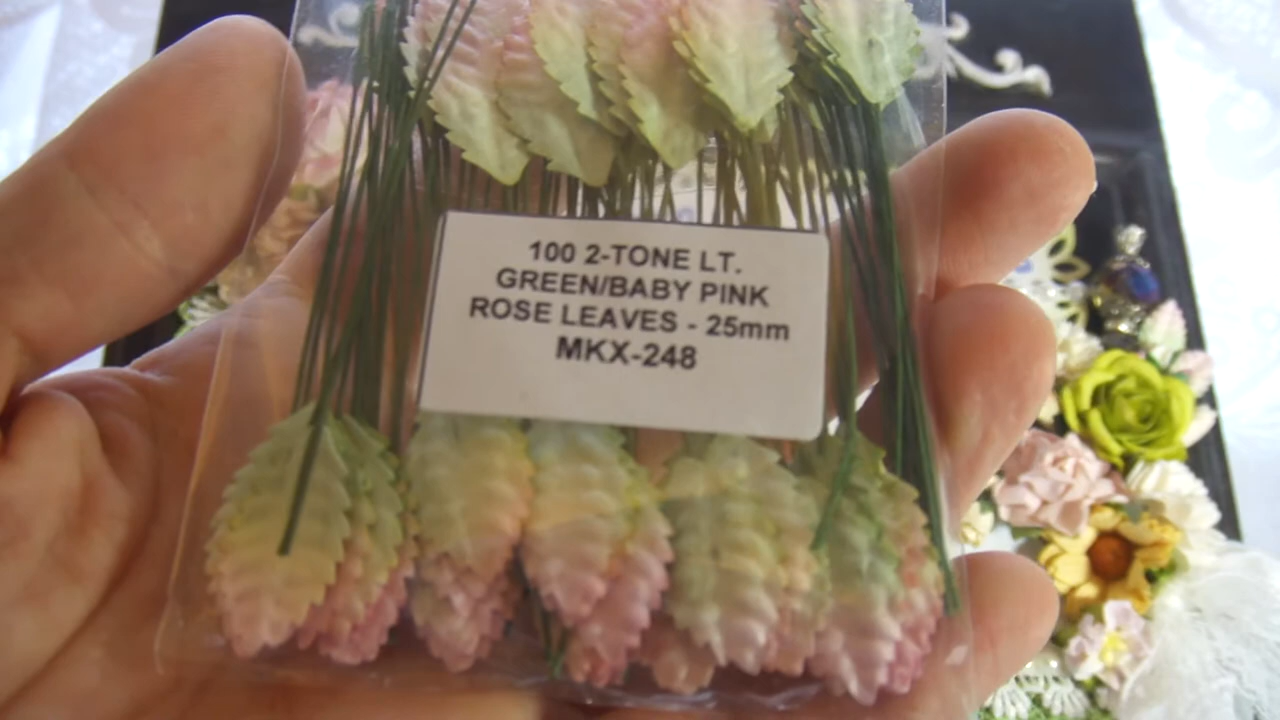 100 2-TONE LT.
GREEN/BABY PINK
ROSE LEAVES - 25mm
MKX-248